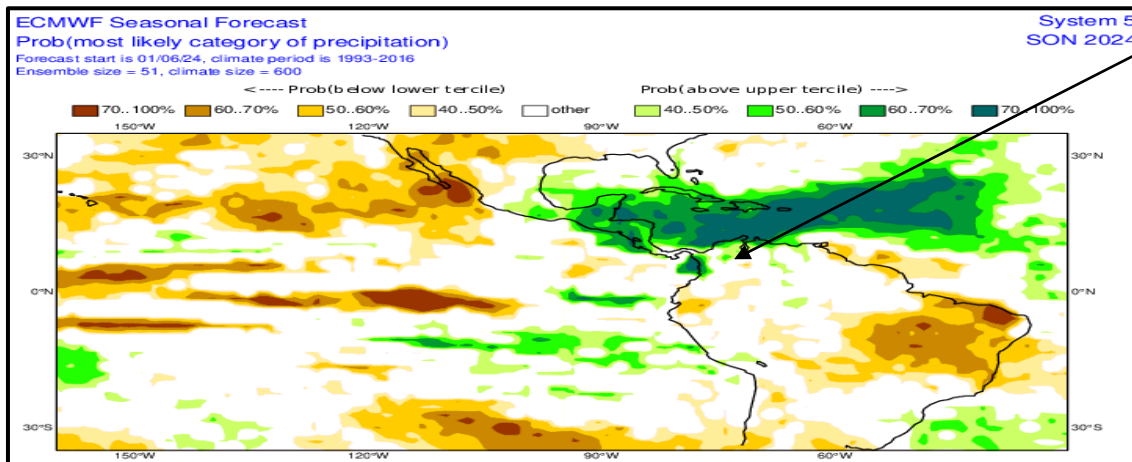 ECMWF Seasonal Forecast
System 5
Prob(most likely category of precipitation)
SON 2024
Forecast start is 01/06/24, climate period is 1993-2016
Ensemble size = 51, climate size = 600
<---- Prob(below lower tercile)
Prob(above upper tercile) ---->
70..100% 60..70% 50..60% 40..50% other 40..50% 50..60% 60..70% 70..100%
150°W 120°W 90°W 60°W
30°N 30°N
0°N 0°N
30°S 30°S
150°W 120°W 90°W 60°W